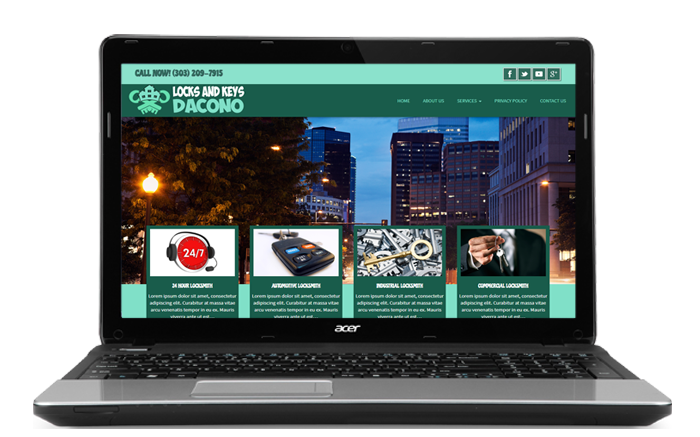 CALL NOW! (303) 209-7915
f g+
LOCKS AND KEYS
DACONO
HOME ABOUT US SERVICES PRIVACY POLICY CONTACT US
24/7
24 HOUR LOCKSMITH
Lorem ipsum dolor sit amet, consectetur
adipiscing elit. Curabitur at massa vitae
arcu venenatis tempor in eu ex. Mauris
viverra ante ut est...
AUTOMOTIVE LOCKSMITH
Lorem ipsum dolor sit amet, consectetur
adipiscing elit. Curabitur at massa vitae
arcu venenatis tempor in eu ex. Mauris
viverra ante ut est...
INDUSTRIAL LOCKSMITH
Lorem ipsum dolor sit amet, consectetur
adipiscing elit. Curabitur at massa vitae
arcu venenatis tempor in eu ex. Mauris
viverra ante ut est...
COMMERCIAL LOCKSMITH
Lorem ipsum dolor sit amet, consectetur
adipiscing elit. Curabitur at massa vitae
arcu venenatis tempor in eu ex. Mauris
viverra ante ut est...
acer